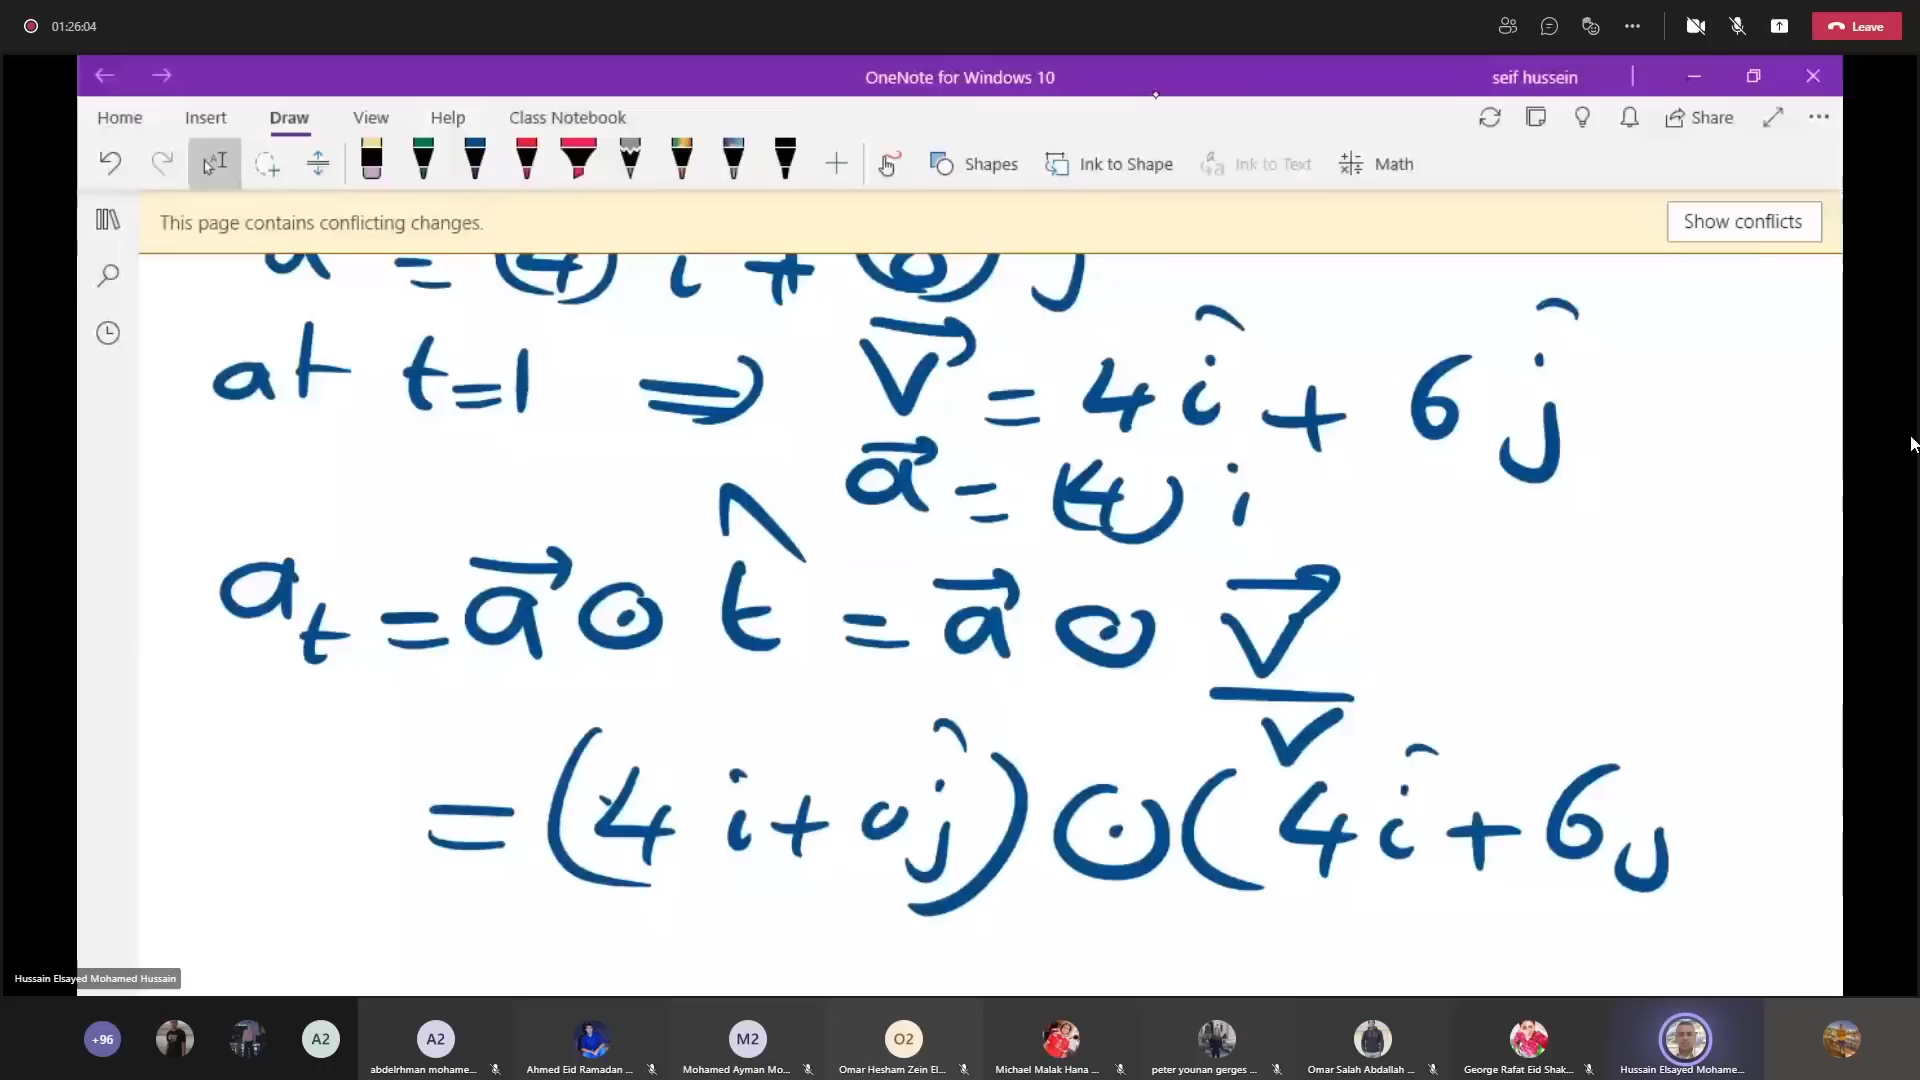 01:26:04
Leave
OneNote for Windows 10
seif hussein
Home Insert Draw View Help Class Notebook
Share
Shapes Ink to Shape Ink to Text Math
This page contains conflicting changes.
Show conflicts
at t=1 ⇒ v⃗ = 4 î + 6 ĵ
a⃗ = (4) i
a_t = a⃗ ⊙ t̂ = a⃗ ⊙ v⃗ / v
= (4 i + 0 ĵ) ⊙ (4 î + 6 j
Hussain Elsayed Mohamed Hussain
+96 A2 A2 M2 O2
abdelrhman mohame... Ahmed Eid Ramadan ... Mohamed Ayman Mo... Omar Hesham Zein El... Michael Malak Hana ... peter younan gerges ... Omar Salah Abdallah ... George Rafat Eid Shak... Hussain Elsayed Mohame...